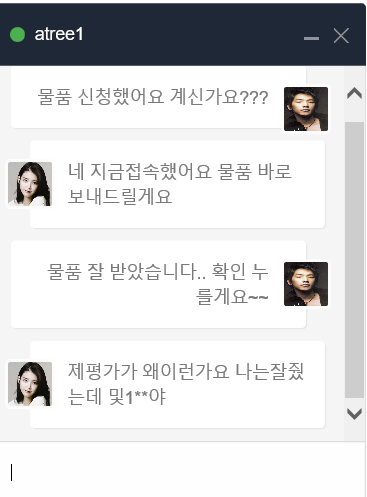 atree1
물품 신청했어요 계신가요???
네 지금접속했어요 물품 바로
보내드릴게요
물품 잘 받았습니다.. 확인 누
를게요~~
제평가가 왜이런가요 나는잘줬
는데 및1**야